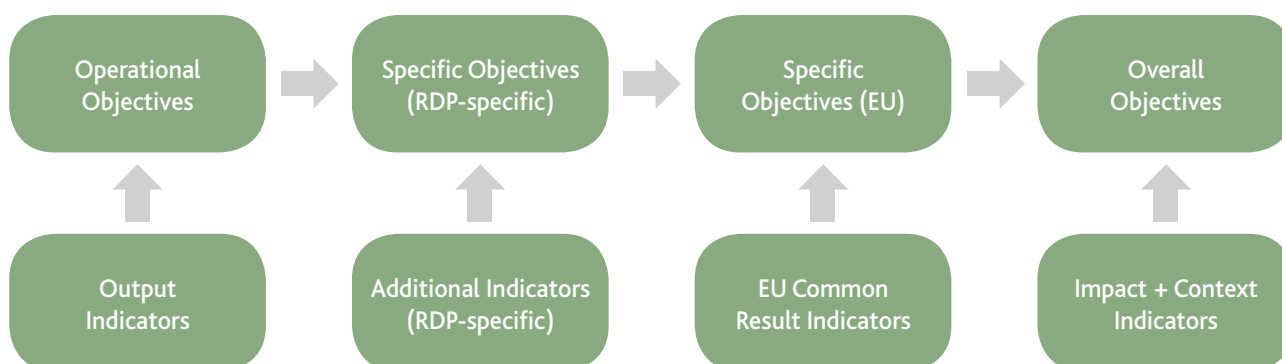 Operational
Objectives
Specific Objectives
(RDP-specific)
Specific
Objectives (EU)
Overall
Objectives
Output
Indicators
Additional Indicators
(RDP-specific)
EU Common
Result Indicators
Impact + Context
Indicators